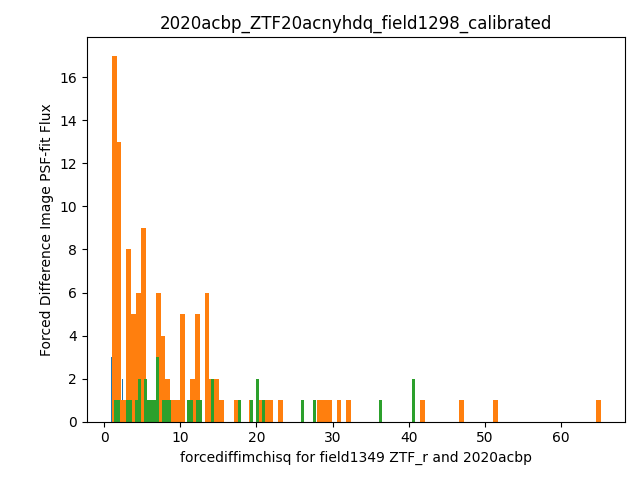 2020acbp_ZTF20acnyhdq_field1298_calibrated
Forced Difference Image PSF-fit Flux
16
14
12
10
8
6
4
2
0
0 10 20 30 40 50 60
forcediffimchisq for field1349 ZTF_r and 2020acbp